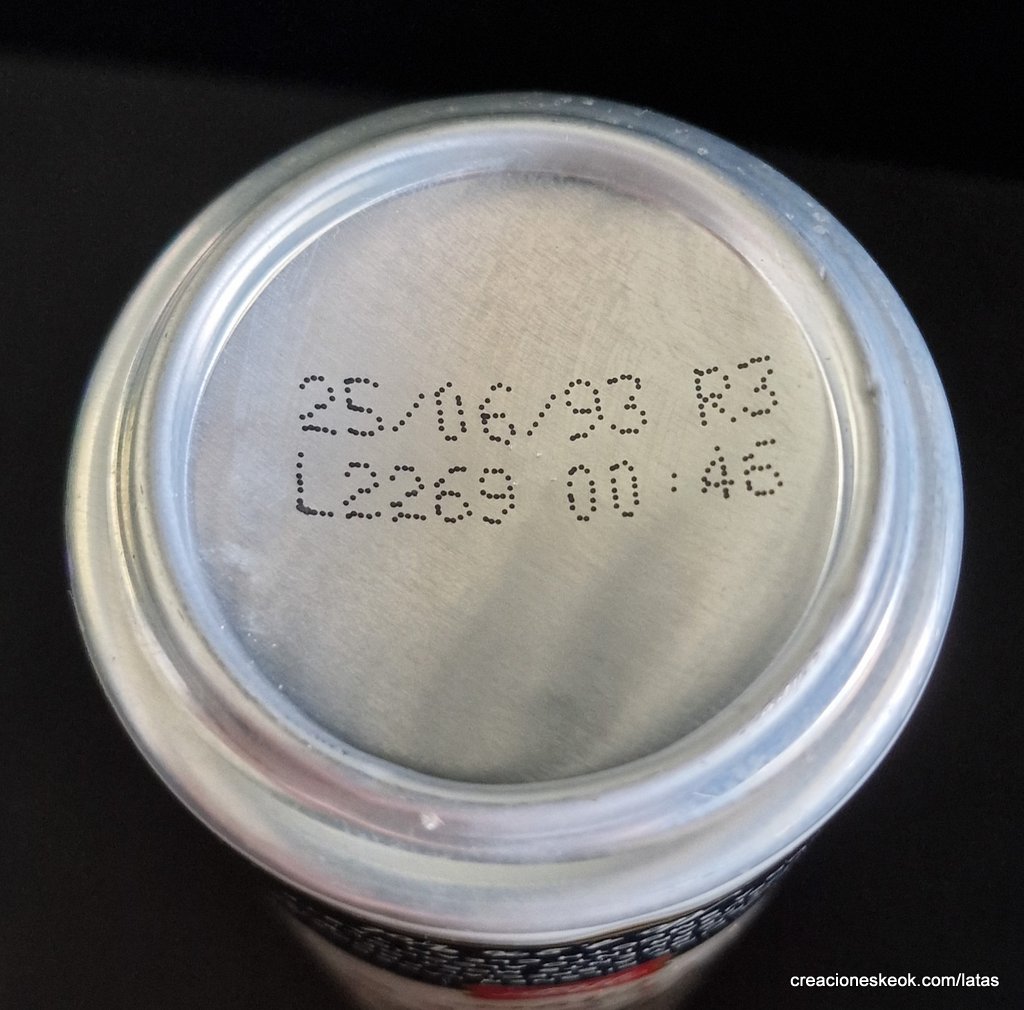 25/06/93 R3
L2269 00:46
creacioneskeok.com/latas